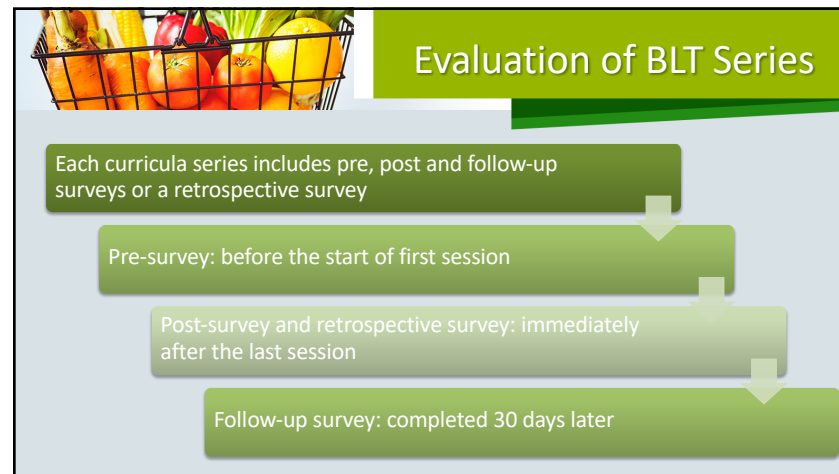 Evaluation of BLT Series
Each curricula series includes pre, post and follow-up
surveys or a retrospective survey
Pre-survey: before the start of first session
Post-survey and retrospective survey: immediately
after the last session
Follow-up survey: completed 30 days later